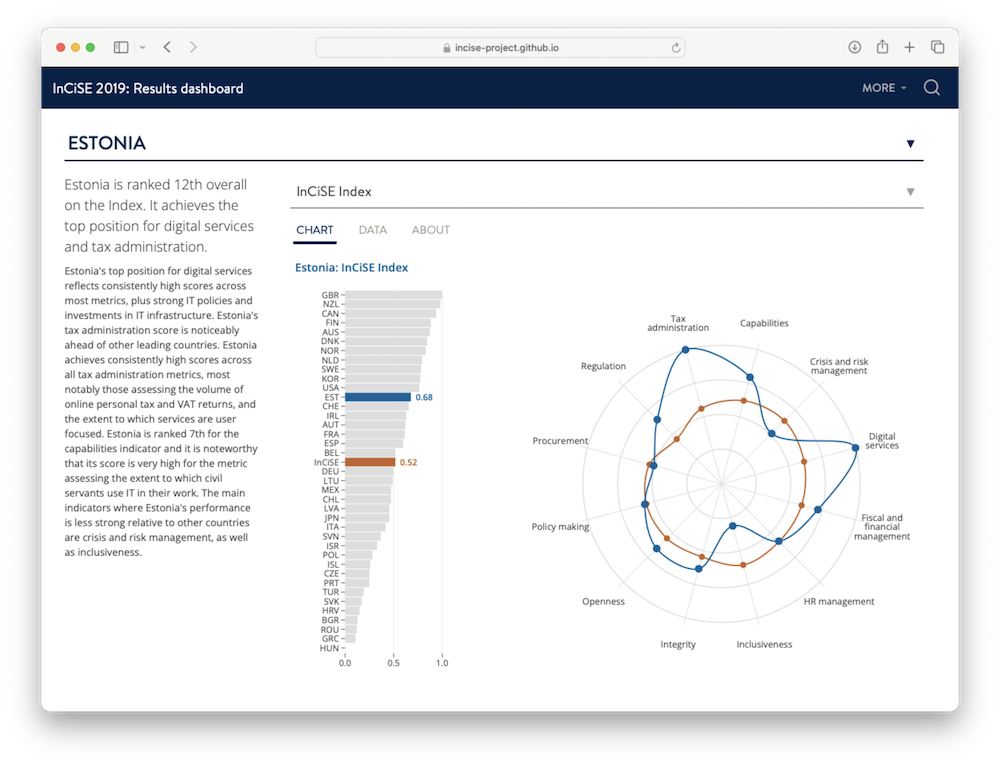 incise-project.github.io
InCiSE 2019: Results dashboard
MORE
ESTONIA
Estonia is ranked 12th overall
on the Index. It achieves the
top position for digital services
and tax administration.
Estonia's top position for digital services
reflects consistently high scores across
most metrics, plus strong IT policies and
investments in IT infrastructure. Estonia's
tax administration score is noticeably
ahead of other leading countries. Estonia
achieves consistently high scores across
all tax administration metrics, most
notably those assessing the volume of
online personal tax and VAT returns, and
the extent to which services are user
focused. Estonia is ranked 7th for the
capabilities indicator and it is noteworthy
that its score is very high for the metric
assessing the extent to which civil
servants use IT in their work. The main
indicators where Estonia's performance
is less strong relative to other countries
are crisis and risk management, as well
as inclusiveness.
InCiSE Index
CHART DATA ABOUT
Estonia: InCiSE Index
GBR
NZL
CAN
FIN
AUS
DNK
NOR
NLD
SWE
KOR
USA
EST 0.68
CHE
IRL
AUT
FRA
ESP
BEL
InCiSE 0.52
DEU
LTU
MEX
CHL
LVA
JPN
ITA
SVN
ISR
POL
ISL
CZE
PRT
TUR
SVK
HRV
BGR
ROU
GRC
HUN
0.0 0.5 1.0
Tax
administration
Capabilities
Crisis and risk
management
Digital
services
Fiscal and
financial
management
HR management
Inclusiveness
Integrity
Openness
Policy making
Procurement
Regulation